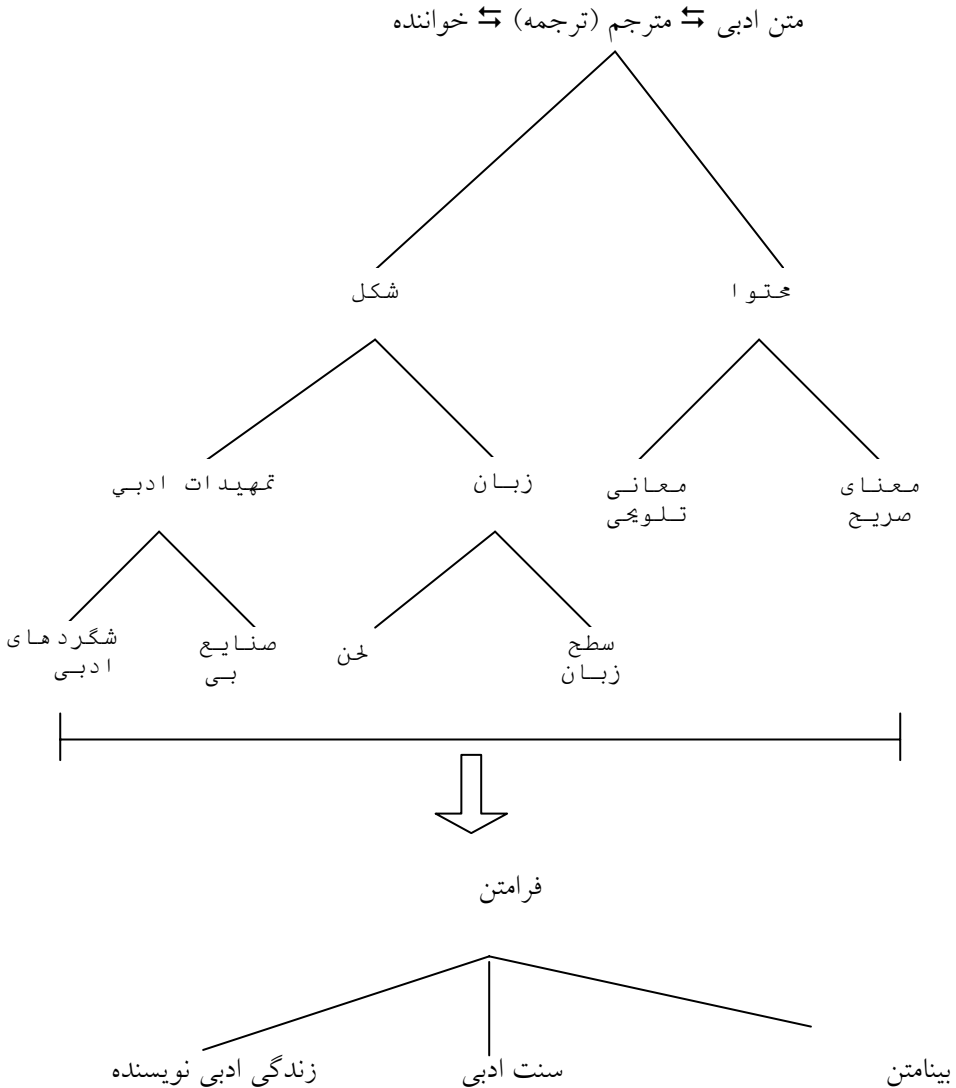 متن ادبی ⇆ مترجم (ترجمه) ⇆ خواننده
محتوا
شکل
معنای
صریح
معانی
تلویحی
زبان
تمهیدات ادبي
سطح
زبان
لحن
صنایع
بی
شگردهای
ادبی
فرامتن
بینامتن
سنت ادبی
زندگی ادبی نویسنده